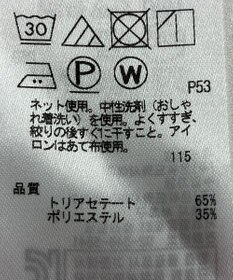 30
P W
P53
ネット使用。中性洗剤(おしゃ
れ着洗い)を使用。よくすすぎ、
絞りの後すぐに干すこと。アイ
ロンはあて布使用。
115
品質
トリアセテート 65%
ポリエステル 35%